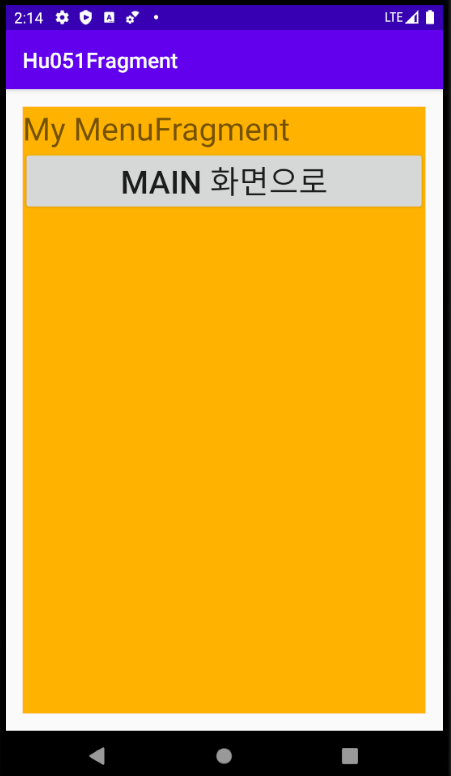 2:14 LTE
Hu051Fragment
My MenuFragment
MAIN 화면으로